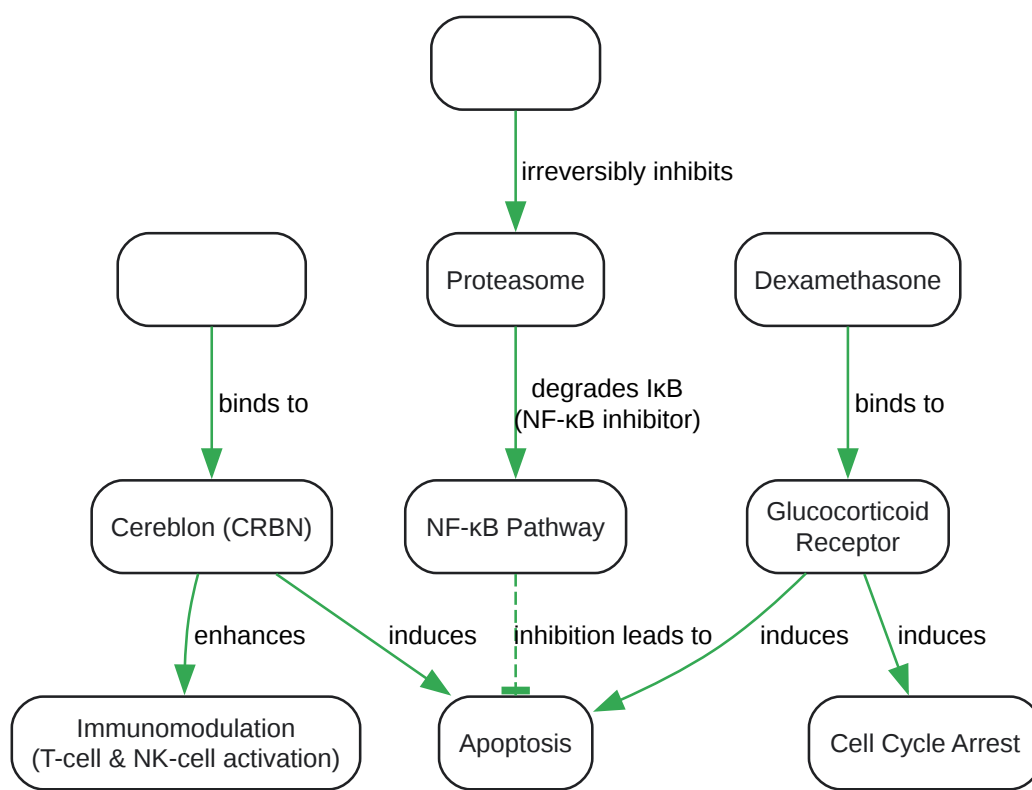 irreversibly inhibits
Proteasome
Dexamethasone
binds to
degrades IκB
(NF-κB inhibitor)
binds to
Cereblon (CRBN)
NF-κB Pathway
Glucocorticoid
Receptor
enhances
induces
inhibition leads to
induces
induces
Immunomodulation
(T-cell & NK-cell activation)
Apoptosis
Cell Cycle Arrest